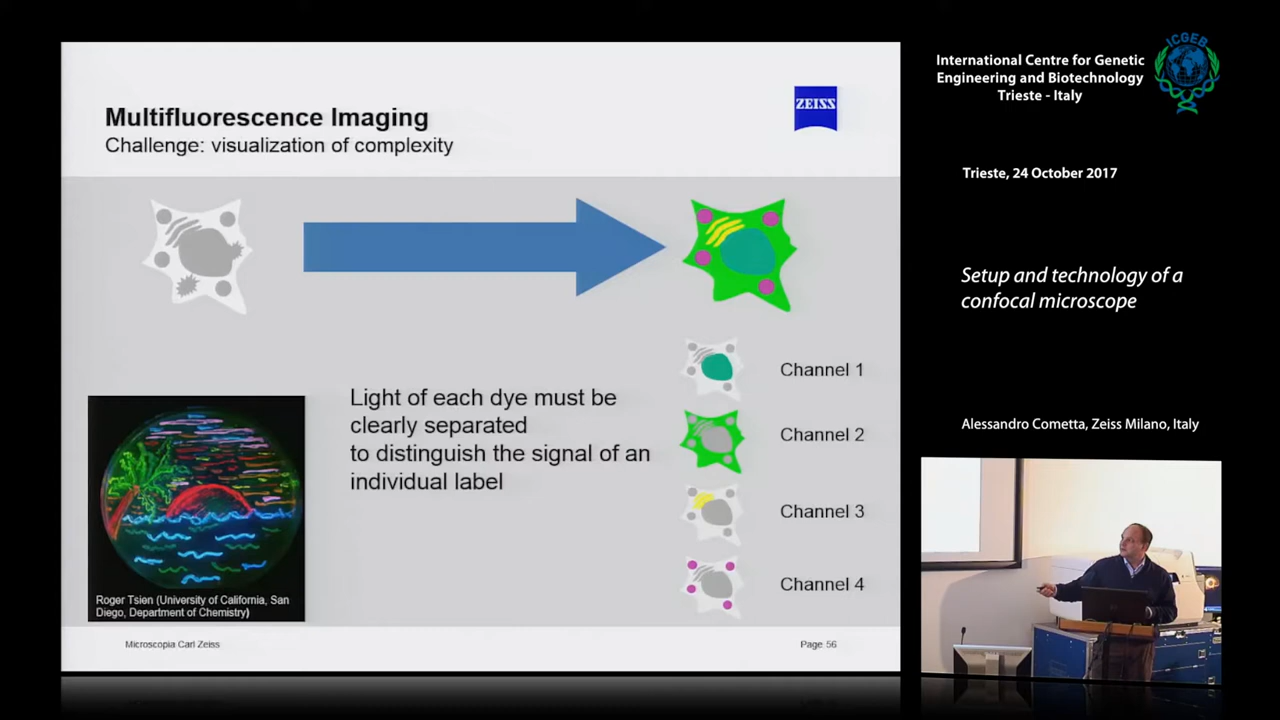 Multifluorescence Imaging
Challenge: visualization of complexity
ZEISS
Light of each dye must be
clearly separated
to distinguish the signal of an
individual label
Channel 1
Channel 2
Channel 3
Channel 4
Roger Tsien (University of California, San
Diego, Department of Chemistry)
Microscopia Carl Zeiss
Page 56
International Centre for Genetic
Engineering and Biotechnology
Trieste - Italy
ICGEB
Trieste, 24 October 2017
Setup and technology of a
confocal microscope
Alessandro Cometta, Zeiss Milano, Italy